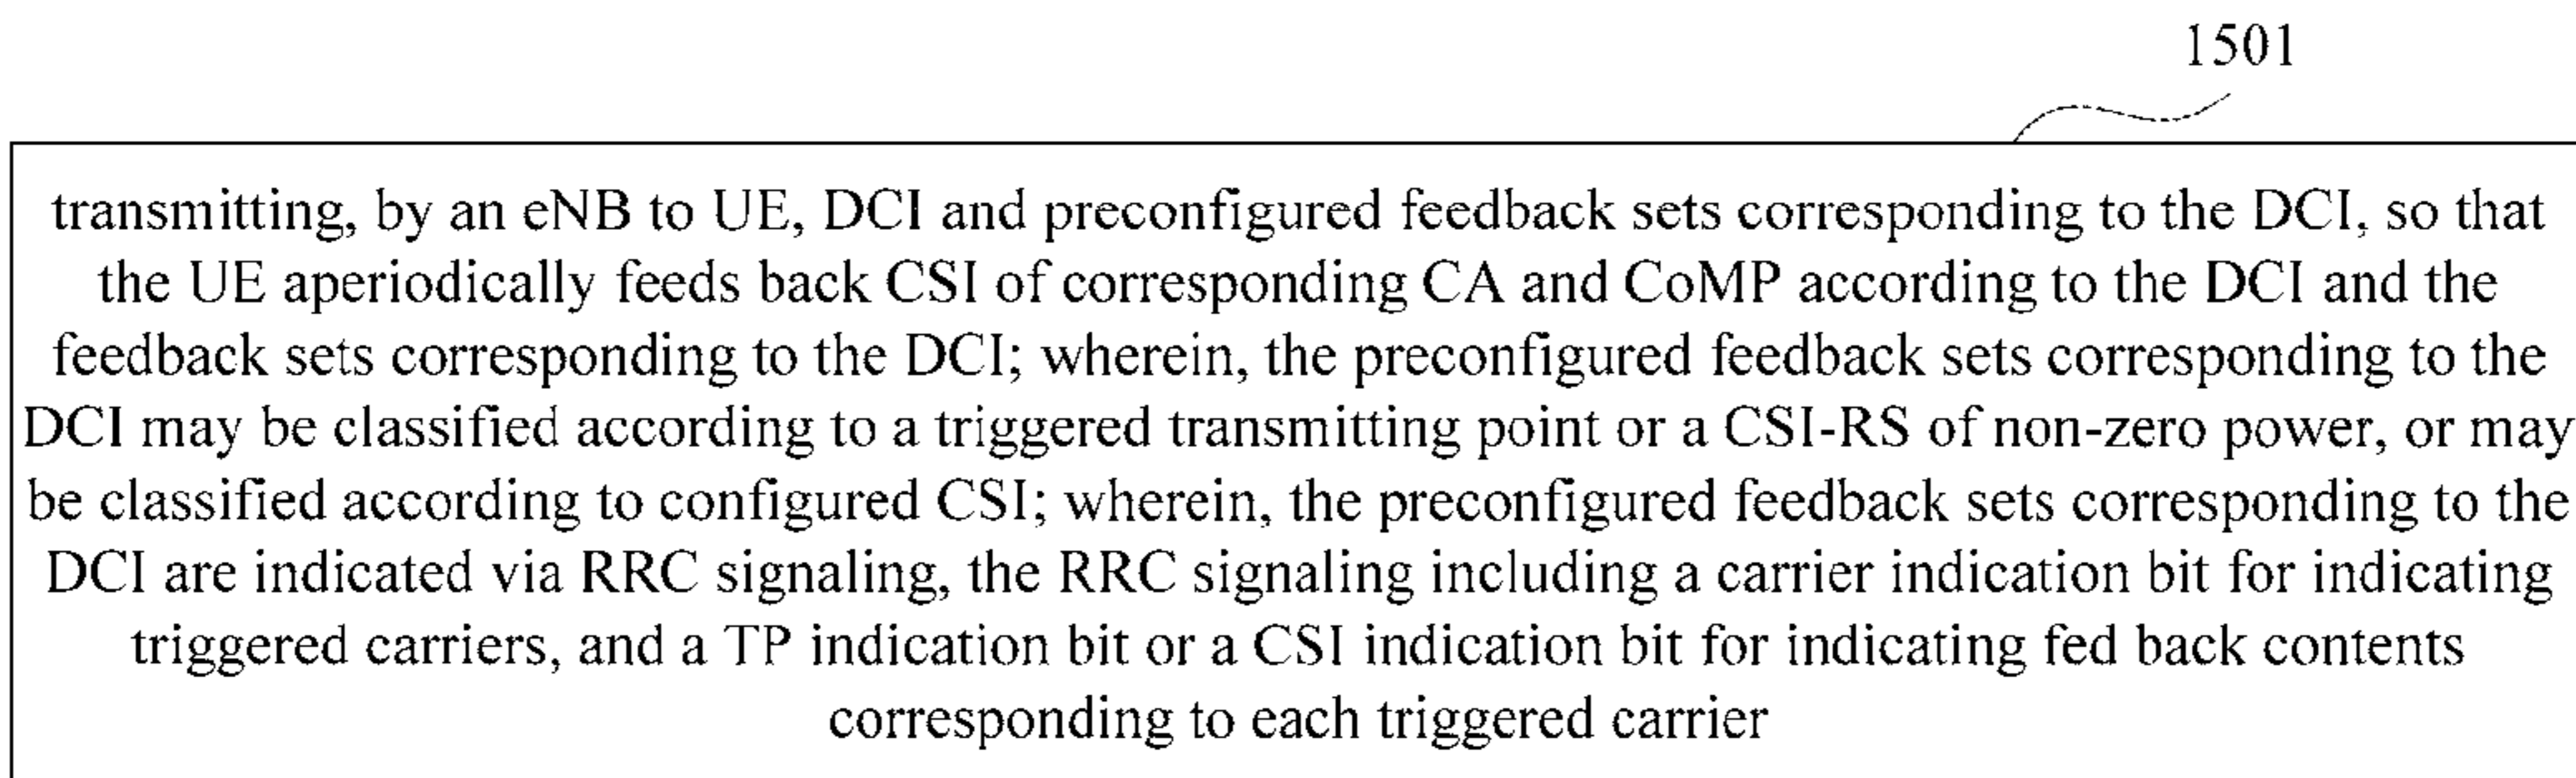 1501
transmitting, by an eNB to UE, DCI and preconfigured feedback sets corresponding to the DCI, so that
the UE aperiodically feeds back CSI of corresponding CA and CoMP according to the DCI and the
feedback sets corresponding to the DCI; wherein, the preconfigured feedback sets corresponding to the
DCI may be classified according to a triggered transmitting point or a CSI-RS of non-zero power, or may
be classified according to configured CSI; wherein, the preconfigured feedback sets corresponding to the
DCI are indicated via RRC signaling, the RRC signaling including a carrier indication bit for indicating
triggered carriers, and a TP indication bit or a CSI indication bit for indicating fed back contents
corresponding to each triggered carrier